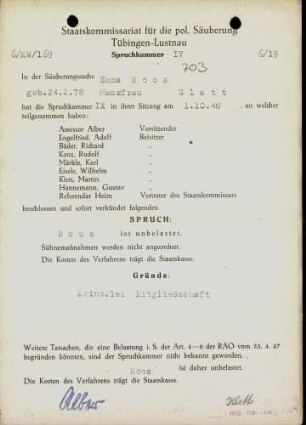 Staatskommissariat für die pol. Säuberung
Tübingen-Lustnau
6/KW/169 Spruchkammer IV 6/19
703
In der Säuberungssache Emma Roos
geb.24.2.78 Hausfrau Glatt
hat die Spruchkammer IX in ihrer Sitzung am 1.10.48, an welcher
teilgenommen haben:
Assessor Alber Vorsitzender
Engelfried, Adolf Beisitzer
Bäder, Richard "
Konz, Rudolf "
Märkle, Karl "
Eisele, Wilhelm "
Klett, Martin "
Hannemann, Gustav "
Referendar Heim Vertreter des Staatskommissars
beschlossen und sofort verkündet folgenden
SPRUCH:
Roos ist unbelastet.
Sühnemaßnahmen werden nicht angeordnet.
Die Kosten des Verfahrens trägt die Staatskasse.
Gründe:
Keinerlei Mitgliedschaft
Weitere Tatsachen, die eine Belastung i. S. der Art. 4—6 der RAO vom 23. 4. 47
begründen könnten, sind der Spruchkammer nicht bekannt geworden.
Roos ist daher unbelastet.
Die Kosten des Verfahrens trägt die Staatskasse.
Alber Klett